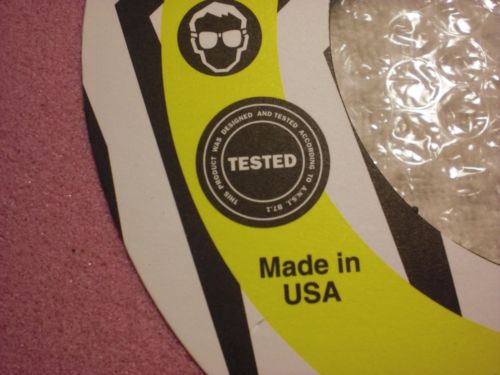 THIS PRODUCT WAS DESIGNED AND TESTED ACCORDING TO A.N.S.I. B7.1
TESTED
Made in
USA